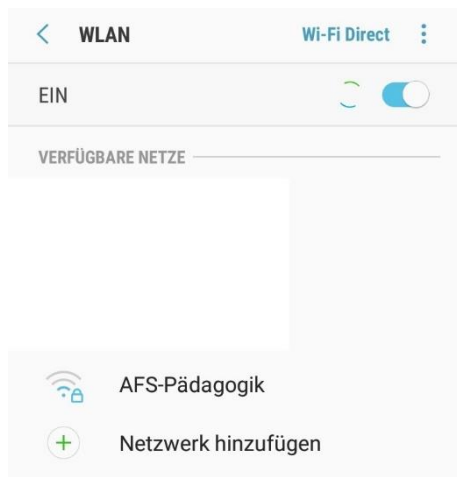 WLAN Wi-Fi Direct
EIN
VERFÜGBARE NETZE
AFS-Pädagogik
Netzwerk hinzufügen